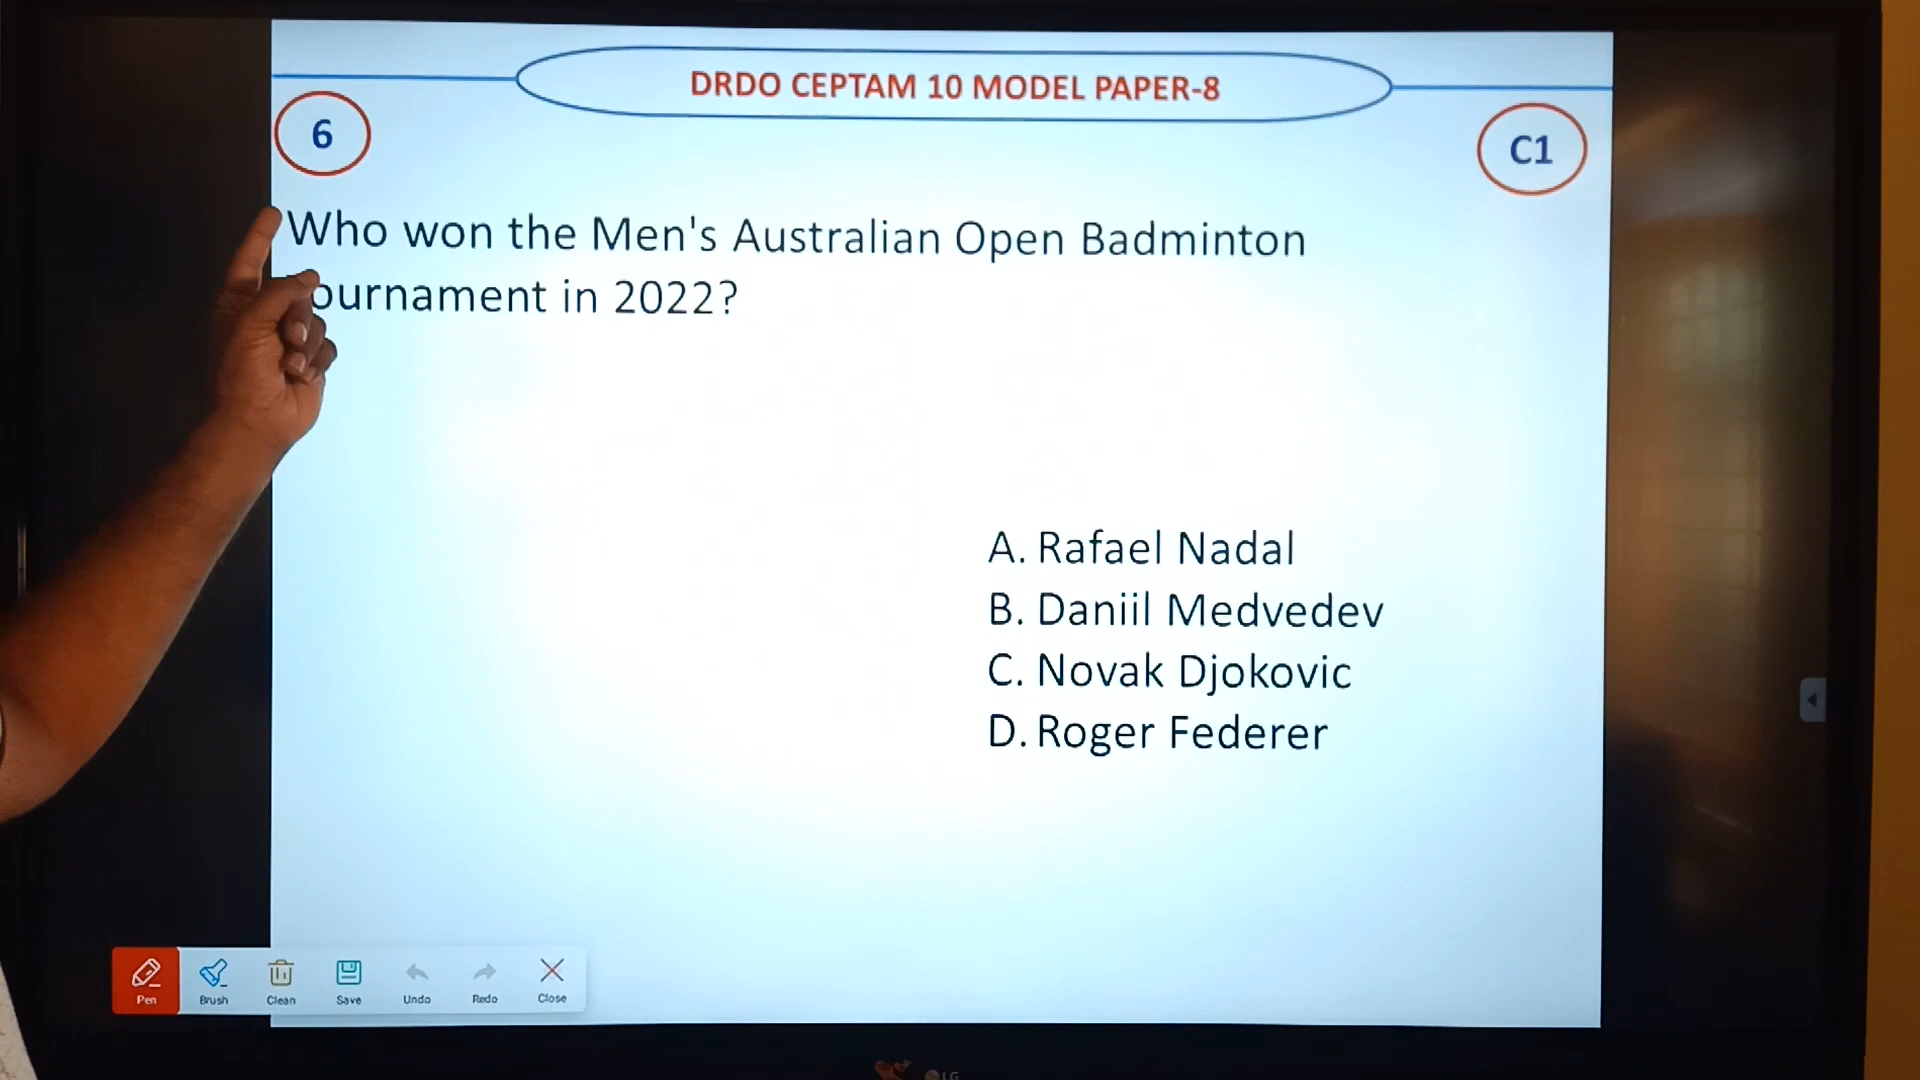 DRDO CEPTAM 10 MODEL PAPER-8
6
C1
Who won the Men's Australian Open Badminton
ournament in 2022?
A. Rafael Nadal
B. Daniil Medvedev
C. Novak Djokovic
D. Roger Federer
Pen Brush Clean Save Undo Redo Close
LG